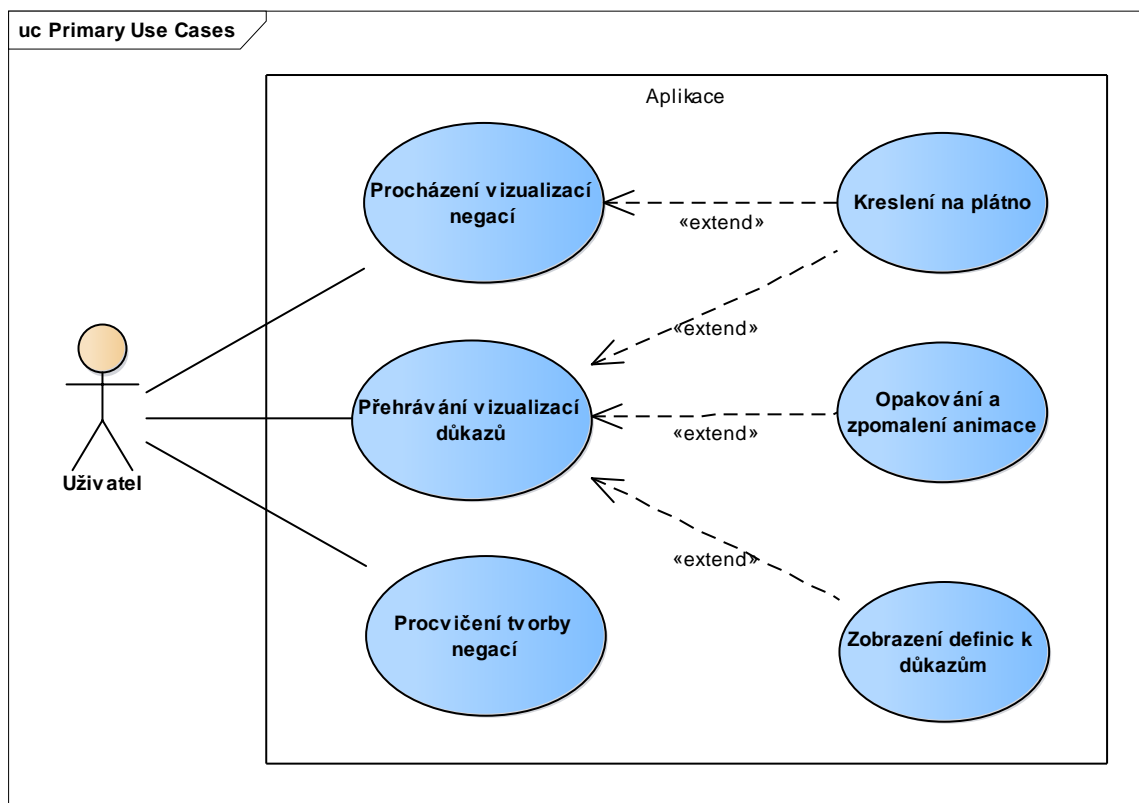 uc Primary Use Cases
Aplikace
Procházení vizualizací
negací
Kreslení na plátno
«extend»
«extend»
Přehrávání vizualizací
důkazů
Opakování a
zpomalení animace
«extend»
Uživatel
«extend»
Procvičení tvorby
negací
Zobrazení definic k
důkazům